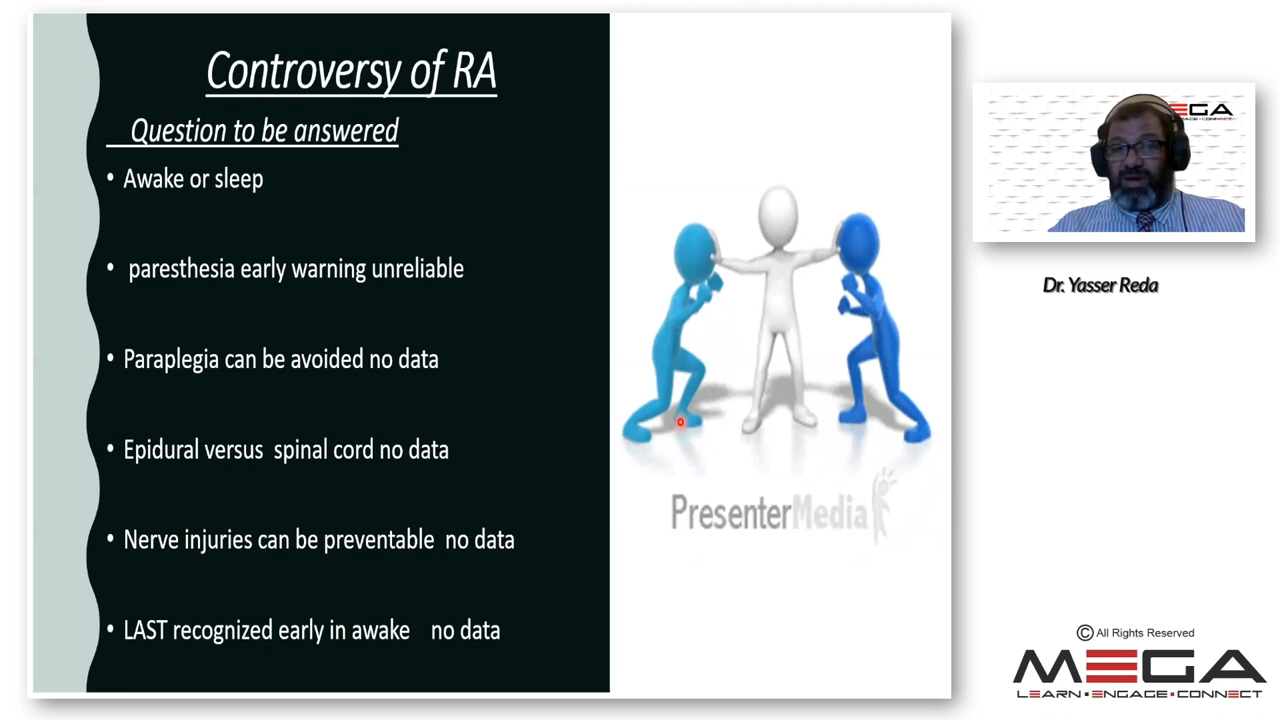 Controversy of RA
Question to be answered
• Awake or sleep
• paresthesia early warning unreliable
• Paraplegia can be avoided no data
• Epidural versus spinal cord no data
• Nerve injuries can be preventable no data
• LAST recognized early in awake no data
PresenterMedia
EGA
Dr. Yasser Reda
© All Rights Reserved
MEGA
LEARN ▪ ENGAGE ▪ CONNECT